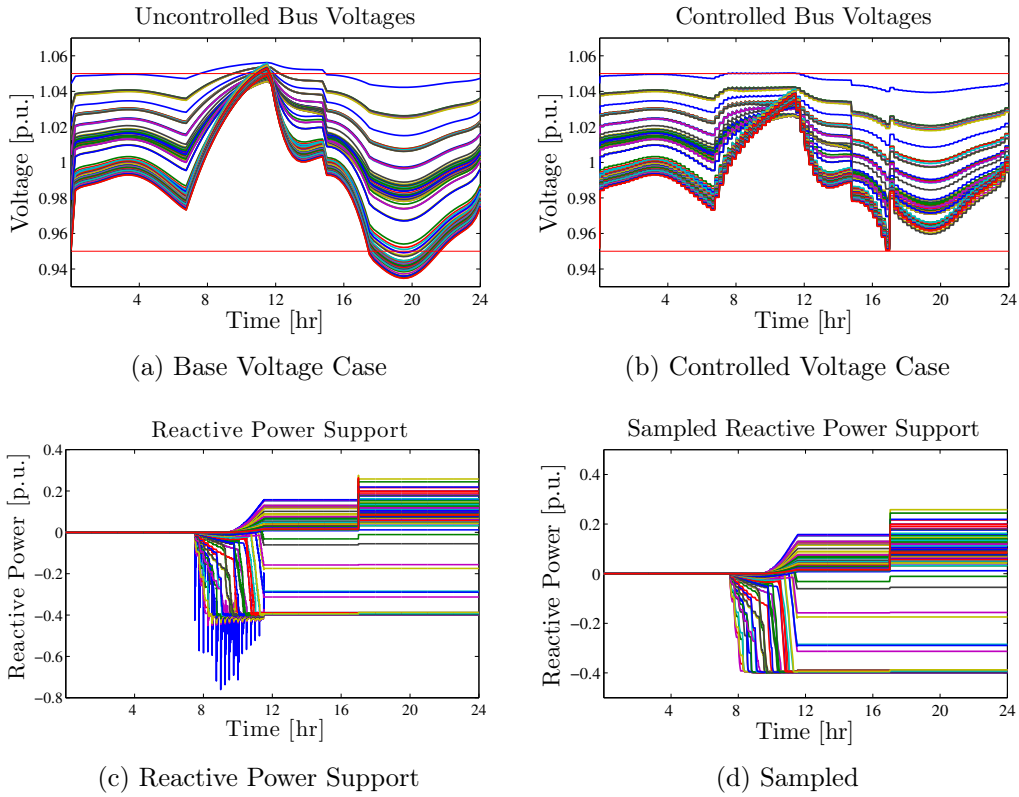 Uncontrolled Bus Voltages
Voltage [p.u.]
1.06
1.04
1.02
1
0.98
0.96
0.94
4 8 12 16 20 24
Time [hr]
(a) Base Voltage Case
Controlled Bus Voltages
Voltage [p.u.]
1.06
1.04
1.02
1
0.98
0.96
0.94
4 8 12 16 20 24
Time [hr]
(b) Controlled Voltage Case
Reactive Power Support
Reactive Power [p.u.]
0.4
0.2
0
−0.2
−0.4
−0.6
−0.8
4 8 12 16 20 24
Time [hr]
(c) Reactive Power Support
Sampled Reactive Power Support
Reactive Power [p.u.]
0.4
0.2
0
−0.2
−0.4
4 8 12 16 20 24
Time [hr]
(d) Sampled